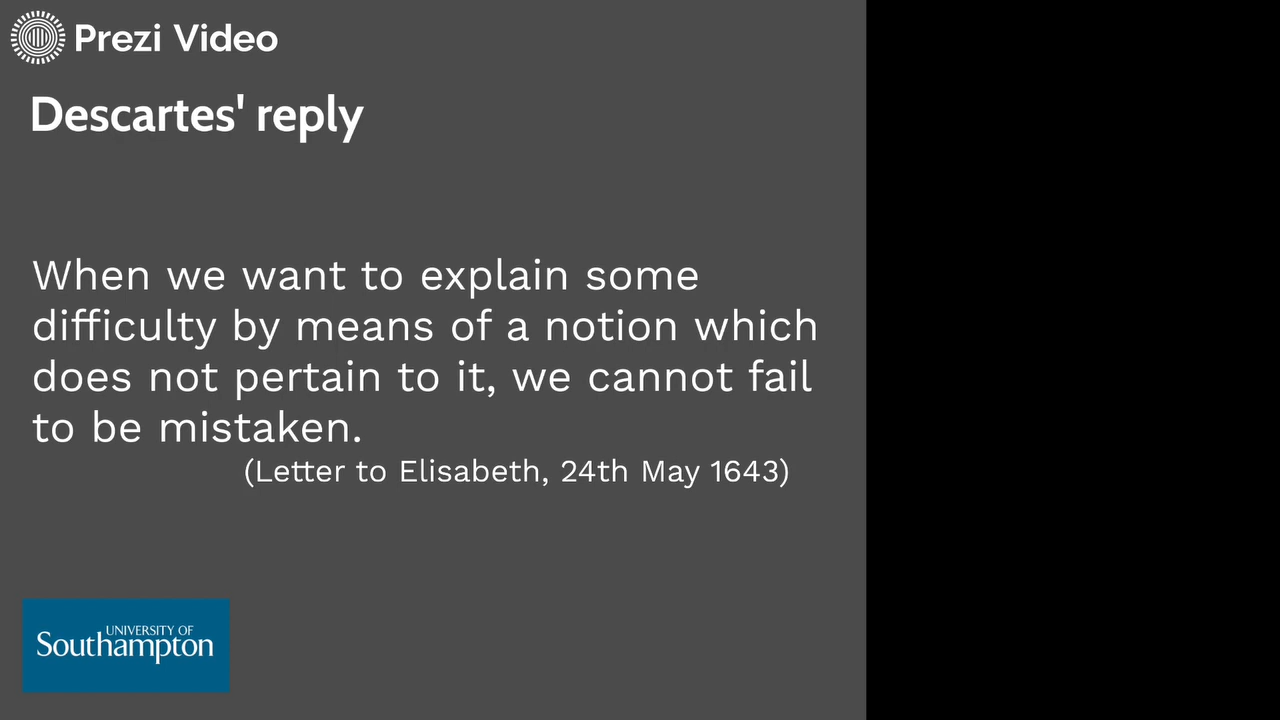 Prezi Video
Descartes' reply
When we want to explain some
difficulty by means of a notion which
does not pertain to it, we cannot fail
to be mistaken.
(Letter to Elisabeth, 24th May 1643)
UNIVERSITY OF
Southampton